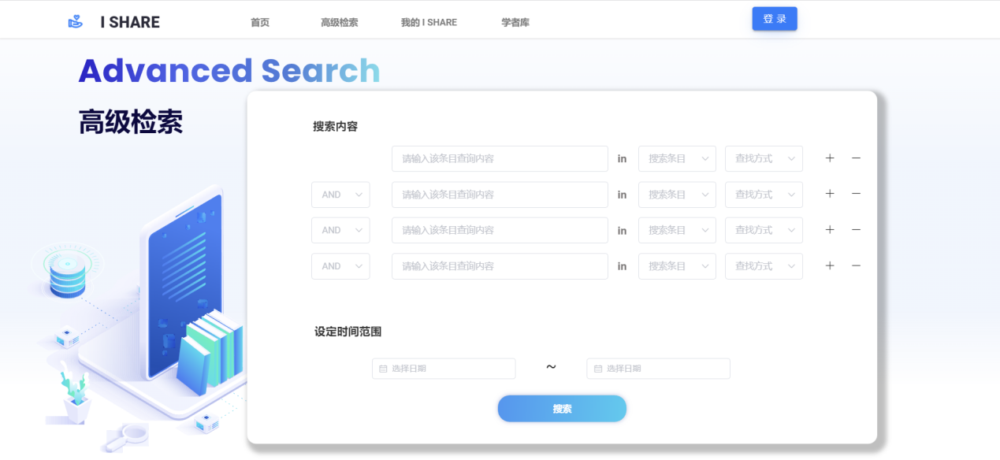 I SHARE 首页 高级检索 我的 I SHARE 学者库 登 录
Advanced Search
高级检索
搜索内容
请输入该条目查询内容 in 搜索条目 查找方式 + −
AND 请输入该条目查询内容 in 搜索条目 查找方式 + −
AND 请输入该条目查询内容 in 搜索条目 查找方式 + −
AND 请输入该条目查询内容 in 搜索条目 查找方式 + −
设定时间范围
选择日期 ~ 选择日期
搜索